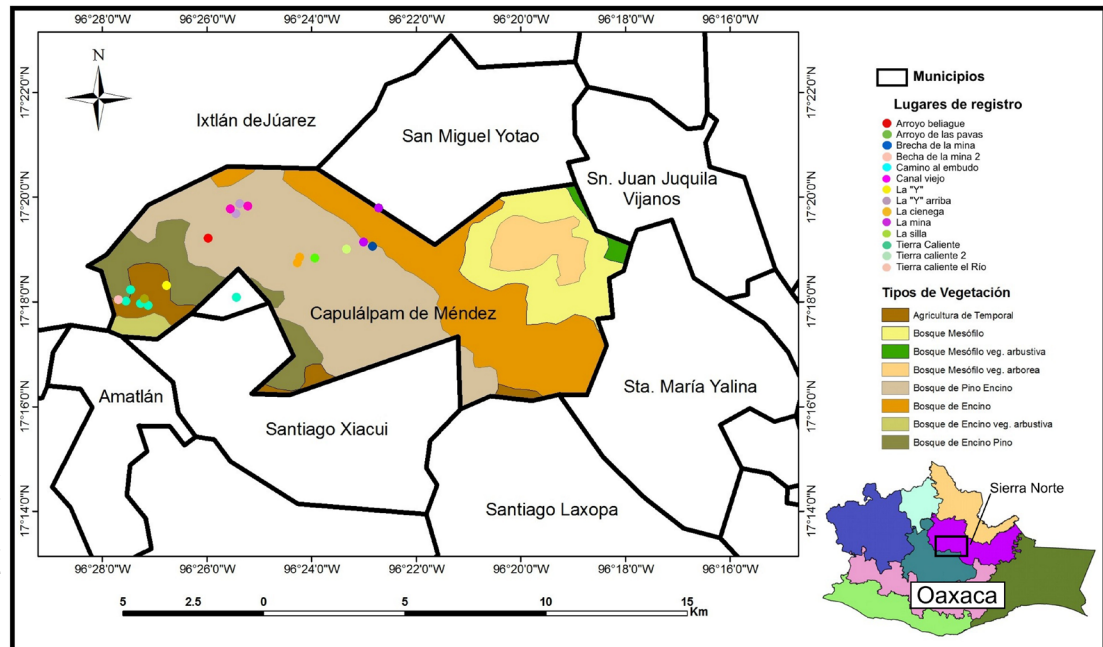 96°28'0"W 96°26'0"W 96°24'0"W 96°22'0"W 96°20'0"W 96°18'0"W 96°16'0"W
N
17°22'0"N
17°20'0"N
17°18'0"N
17°16'0"N
17°14'0"N
Ixtlán deJúarez
San Miguel Yotao
Sn. Juan Juquila
Vijanos
Capulálpam de Méndez
Sta. María Yalina
Amatlán
Santiago Xiacui
Santiago Laxopa
17°22'0"N
17°20'0"N
17°18'0"N
17°16'0"N
17°14'0"N
96°28'0"W 96°26'0"W 96°24'0"W 96°22'0"W 96°20'0"W 96°18'0"W 96°16'0"W
5 2.5 0 5 10 15
Km
Municipios
Lugares de registro
Arroyo beliague
Arroyo de las pavas
Brecha de la mina
Becha de la mina 2
Camino al embudo
Canal viejo
La "Y"
La "Y" arriba
La cienega
La mina
La silla
Tierra Caliente
Tierra caliente 2
Tierra caliente el Río
Tipos de Vegetación
Agricultura de Temporal
Bosque Mesófilo
Bosque Mesófilo veg. arbustiva
Bosque Mesófilo veg. arborea
Bosque de Pino Encino
Bosque de Encino
Bosque de Encino veg. arbustiva
Bosque de Encino Pino
Sierra Norte
Oaxaca